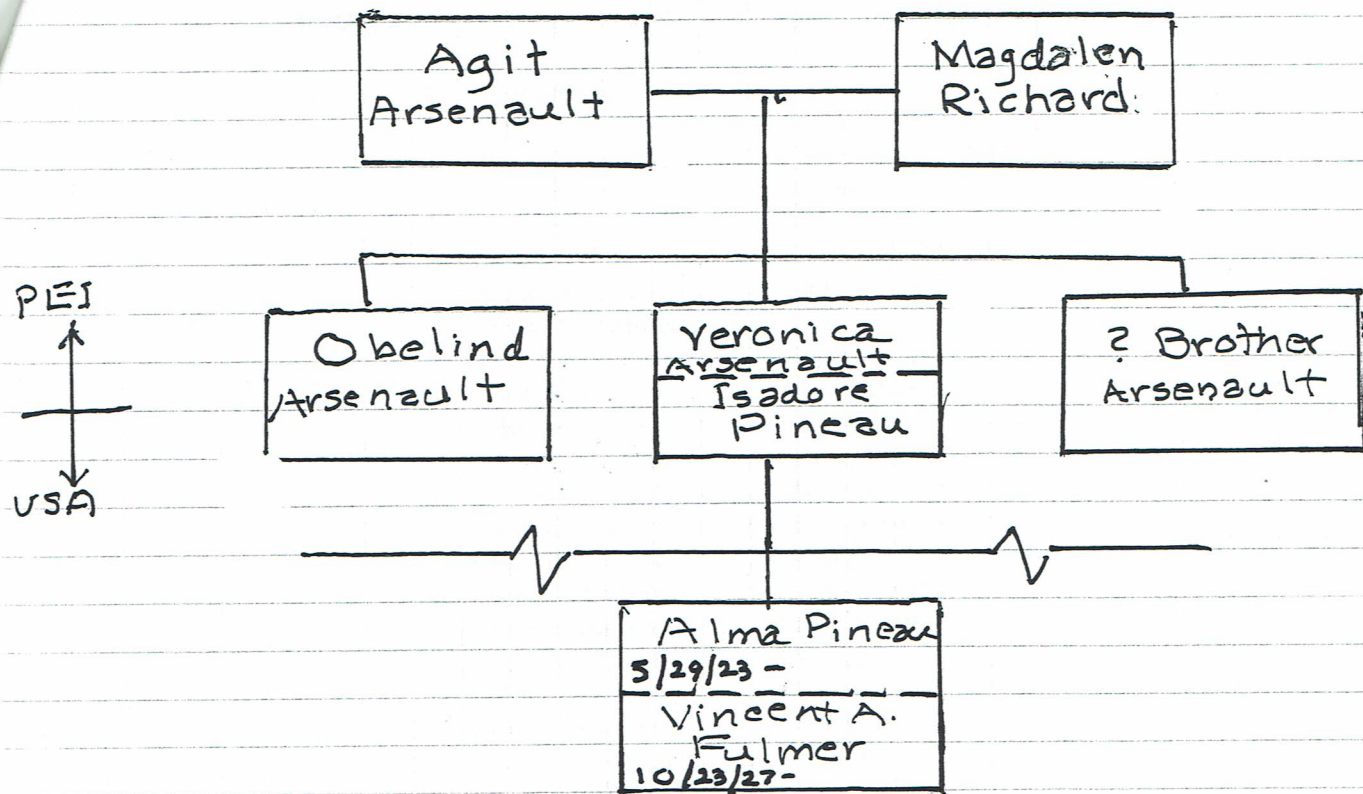 Agit
Arsenault
Magdalen
Richard.
PEI
USA
Obelind
Arsenault
Veronica
Arsenault
Isadore
Pineau
? Brother
Arsenault
Alma Pineau
5/29/23 -
Vincent A.
Fulmer
10/23/27-